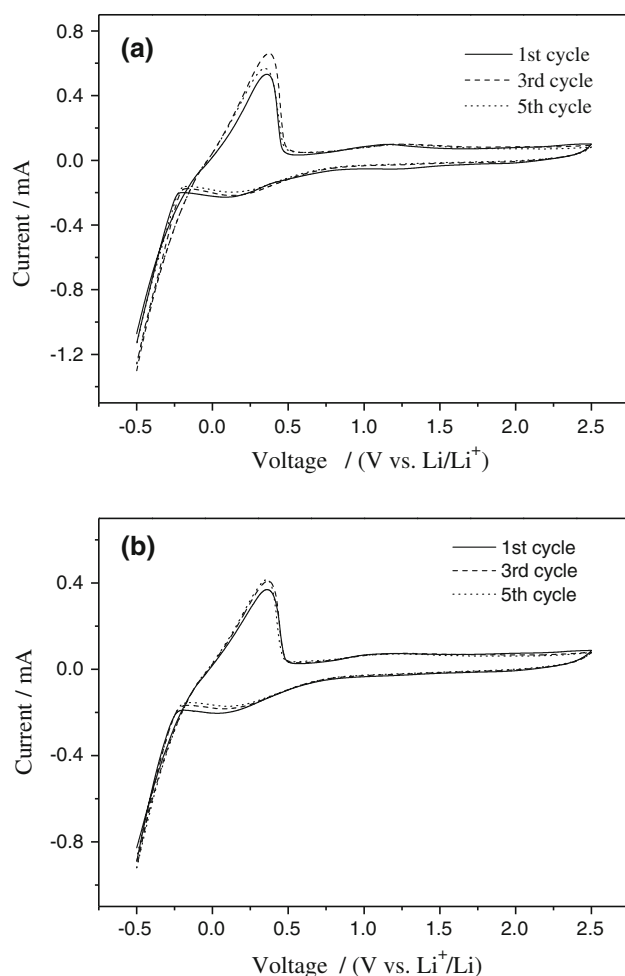 (a)
1st cycle
3rd cycle
5th cycle
0.8
0.4
0.0
-0.4
-0.8
-1.2
Current / mA
-0.5 0.0 0.5 1.0 1.5 2.0 2.5
Voltage / (V vs. Li/Li⁺)
(b)
1st cycle
3rd cycle
5th cycle
0.4
0.0
-0.4
-0.8
Current / mA
-0.5 0.0 0.5 1.0 1.5 2.0 2.5
Voltage / (V vs. Li⁺/Li)